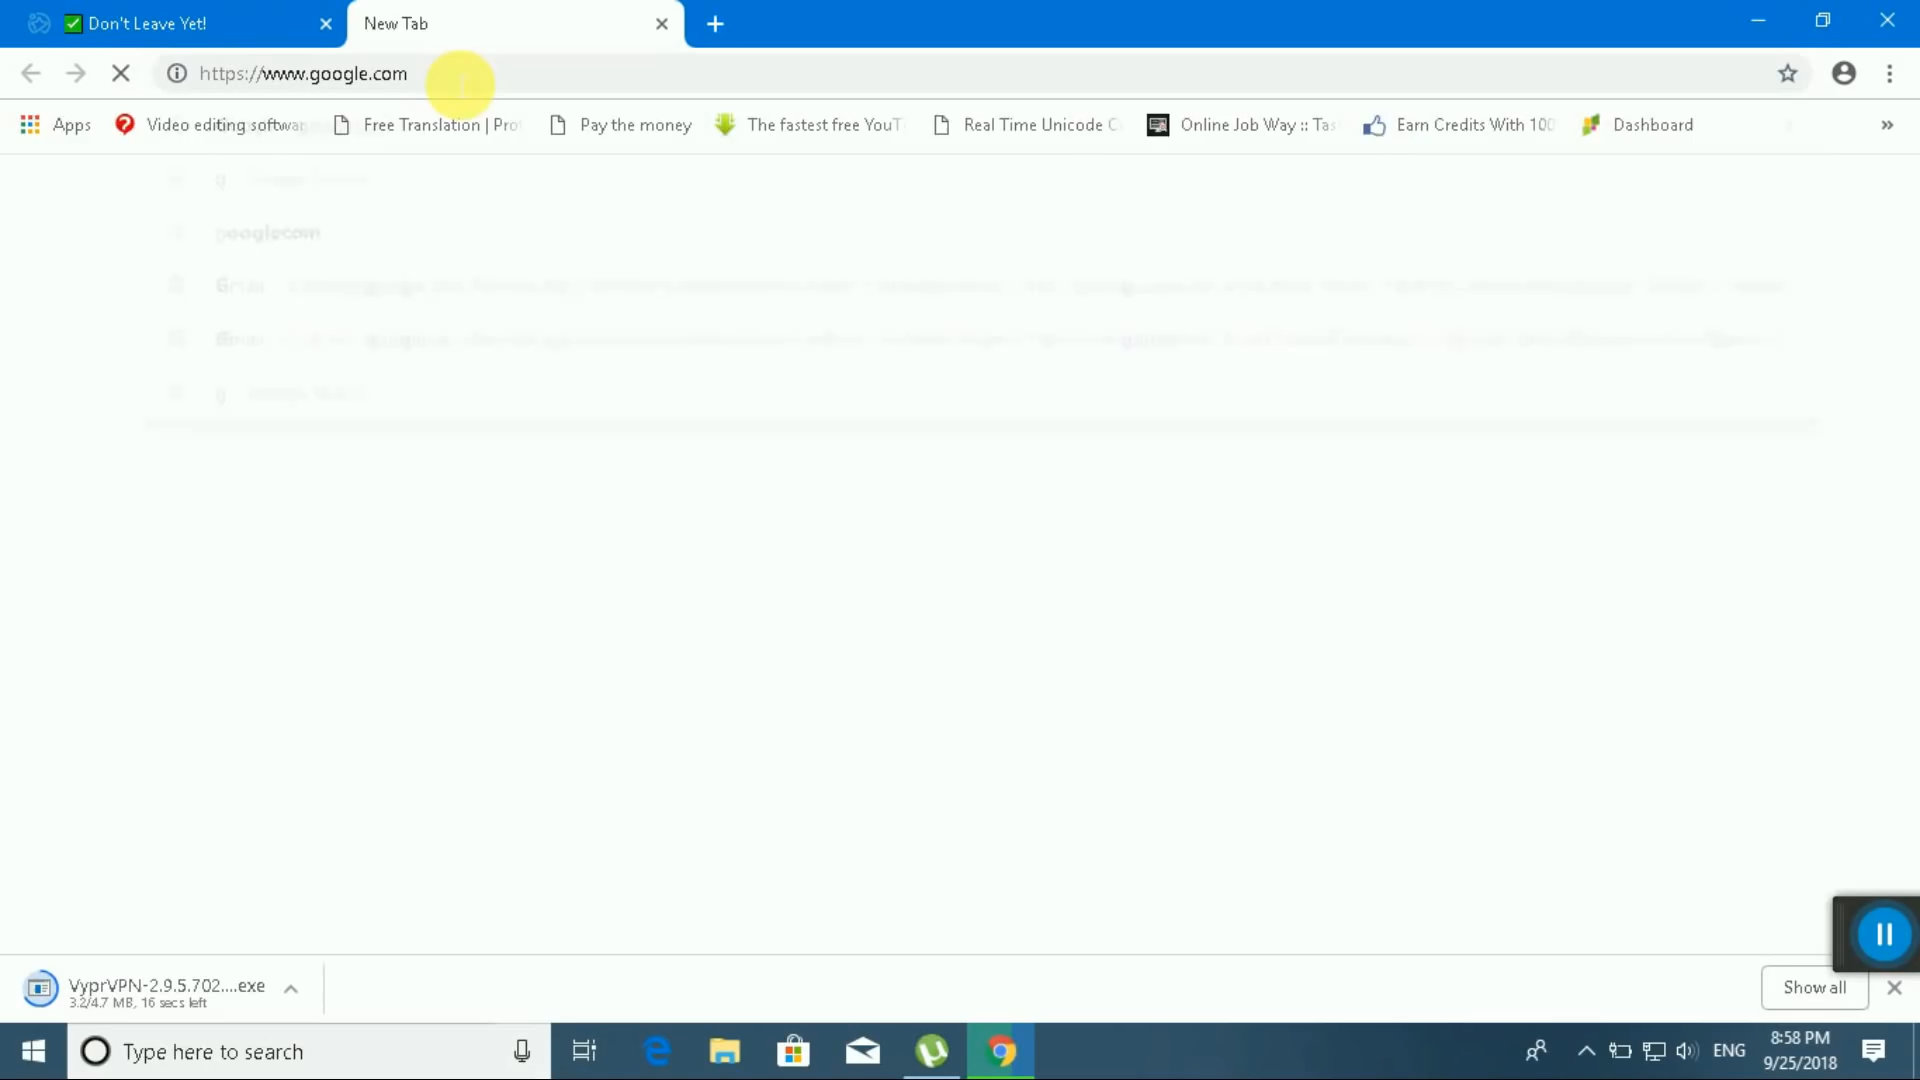 Don't Leave Yet!
New Tab
https://www.google.com
Apps
Video editing softwar
Free Translation | Pro
Pay the money
The fastest free YouT
Real Time Unicode C
Online Job Way :: Tas
Earn Credits With 100
Dashboard
»
g
googlecom
Gmail
Gmail
g
VyprVPN-2.9.5.702....exe
3.2/4.7 MB, 16 secs left
Show all
Type here to search
ENG
8:58 PM
9/25/2018